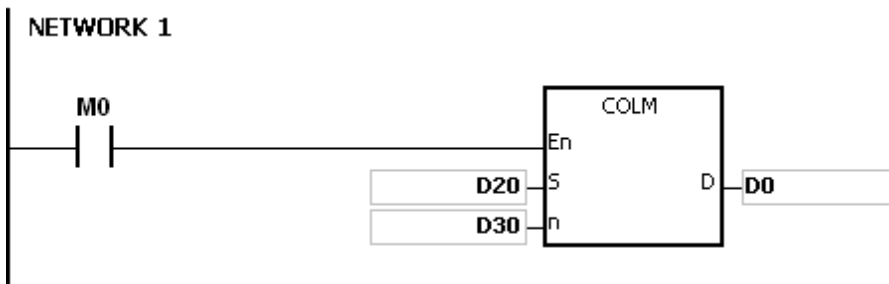 NETWORK 1
M0
COLM
En
D20 S D D0
D30 n